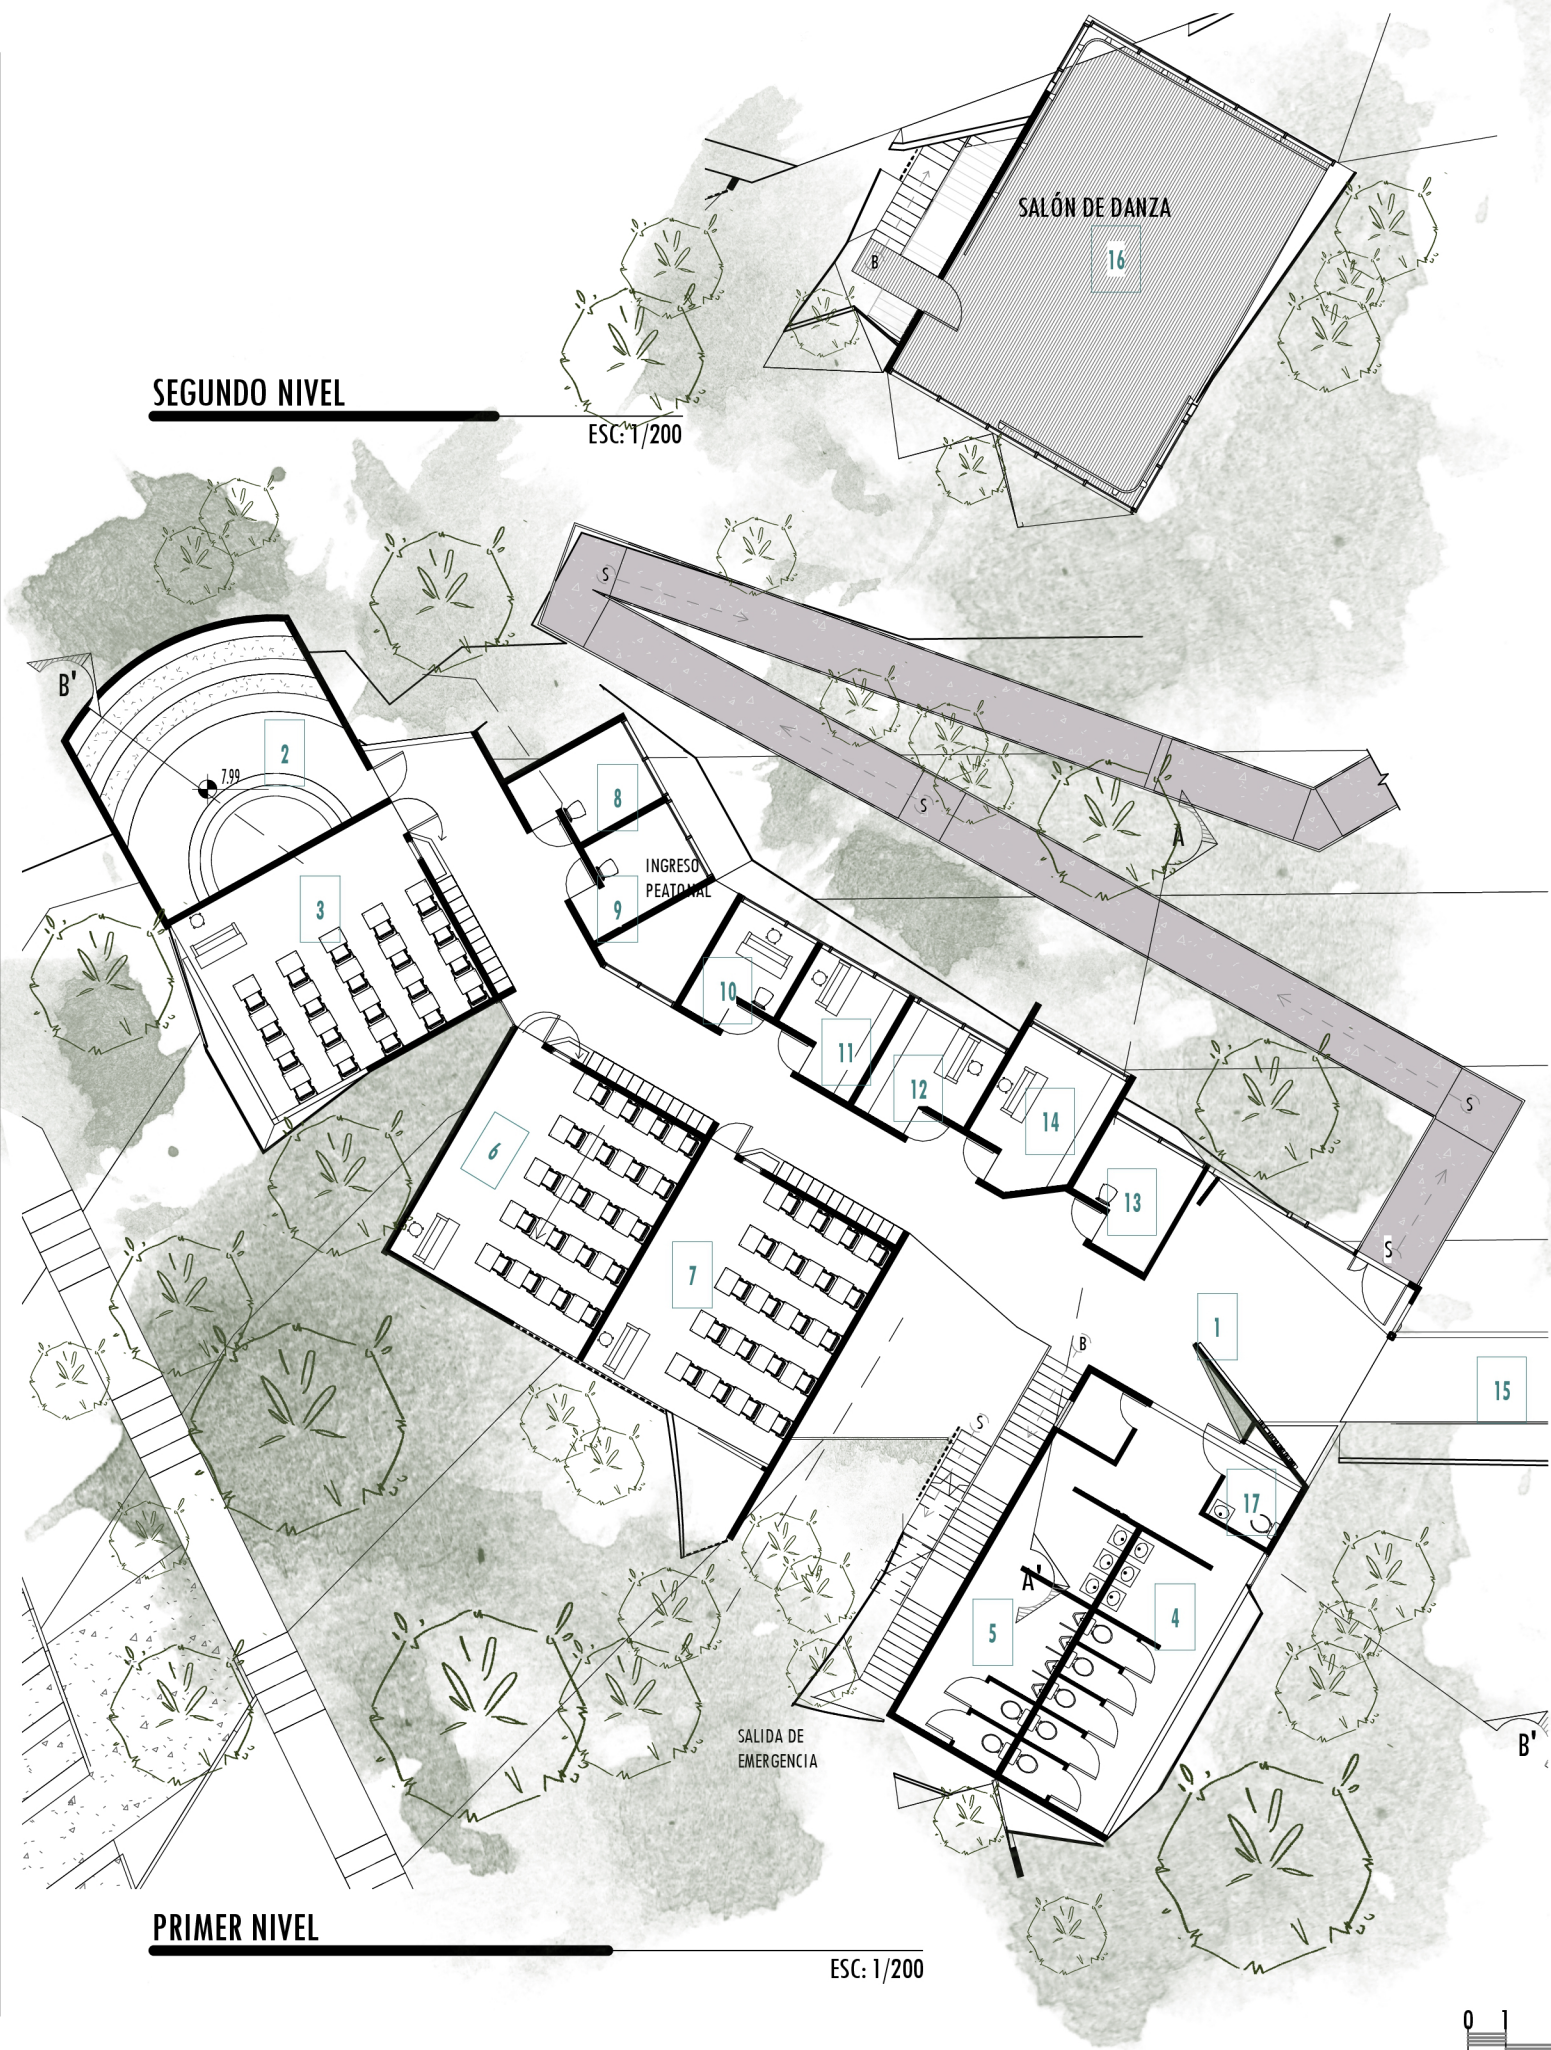 SALÓN DE DANZA
16
B
SEGUNDO NIVEL
ESC: 1/200
S
B'
2
7.99
8
S
A
INGRESO
PEATONAL
3
9
10
11
12
14
S
6
13
7
S
1
B
15
S
17
A'
5
4
SALIDA DE
EMERGENCIA
B'
PRIMER NIVEL
ESC: 1/200
0 1